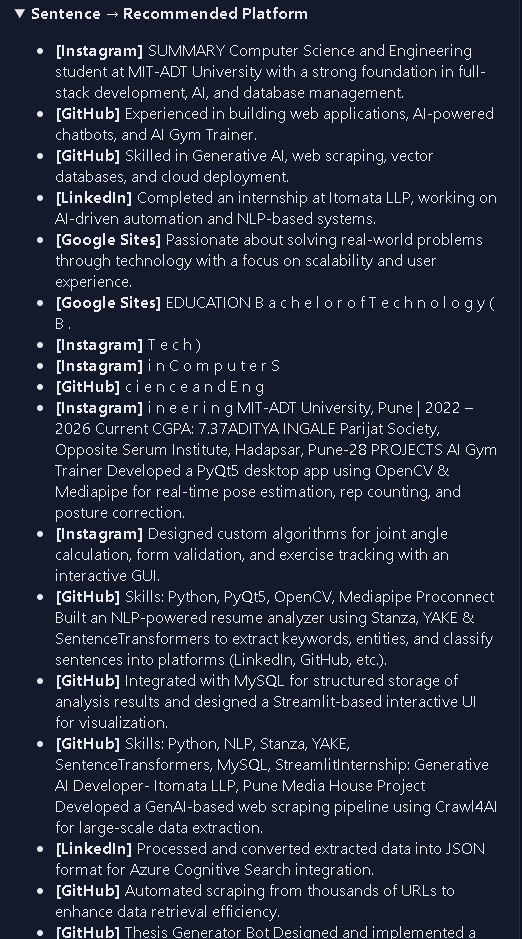 ▼ Sentence → Recommended Platform
• [Instagram] SUMMARY Computer Science and Engineering
student at MIT-ADT University with a strong foundation in full-
stack development, AI, and database management.
• [GitHub] Experienced in building web applications, AI-powered
chatbots, and AI Gym Trainer.
• [GitHub] Skilled in Generative AI, web scraping, vector
databases, and cloud deployment.
• [LinkedIn] Completed an internship at Itomata LLP, working on
AI-driven automation and NLP-based systems.
• [Google Sites] Passionate about solving real-world problems
through technology with a focus on scalability and user
experience.
• [Google Sites] EDUCATION B a c h e l o r o f T e c h n o l o g y (
B .
• [Instagram] T e c h )
• [Instagram] i n C o m p u t e r S
• [GitHub] c i e n c e a n d E n g
• [Instagram] i n e e r i n g MIT-ADT University, Pune | 2022 –
2026 Current CGPA: 7.37ADITYA INGALE Parijat Society,
Opposite Serum Institute, Hadapsar, Pune-28 PROJECTS AI Gym
Trainer Developed a PyQt5 desktop app using OpenCV &
Mediapipe for real-time pose estimation, rep counting, and
posture correction.
• [Instagram] Designed custom algorithms for joint angle
calculation, form validation, and exercise tracking with an
interactive GUI.
• [GitHub] Skills: Python, PyQt5, OpenCV, Mediapipe Proconnect
Built an NLP-powered resume analyzer using Stanza, YAKE &
SentenceTransformers to extract keywords, entities, and classify
sentences into platforms (LinkedIn, GitHub, etc.).
• [GitHub] Integrated with MySQL for structured storage of
analysis results and designed a Streamlit-based interactive UI
for visualization.
• [GitHub] Skills: Python, NLP, Stanza, YAKE,
SentenceTransformers, MySQL, StreamlitInternship: Generative
AI Developer- Itomata LLP, Pune Media House Project
Developed a GenAI-based web scraping pipeline using Crawl4AI
for large-scale data extraction.
• [LinkedIn] Processed and converted extracted data into JSON
format for Azure Cognitive Search integration.
• [GitHub] Automated scraping from thousands of URLs to
enhance data retrieval efficiency.
• [GitHub] Thesis Generator Bot Designed and implemented a